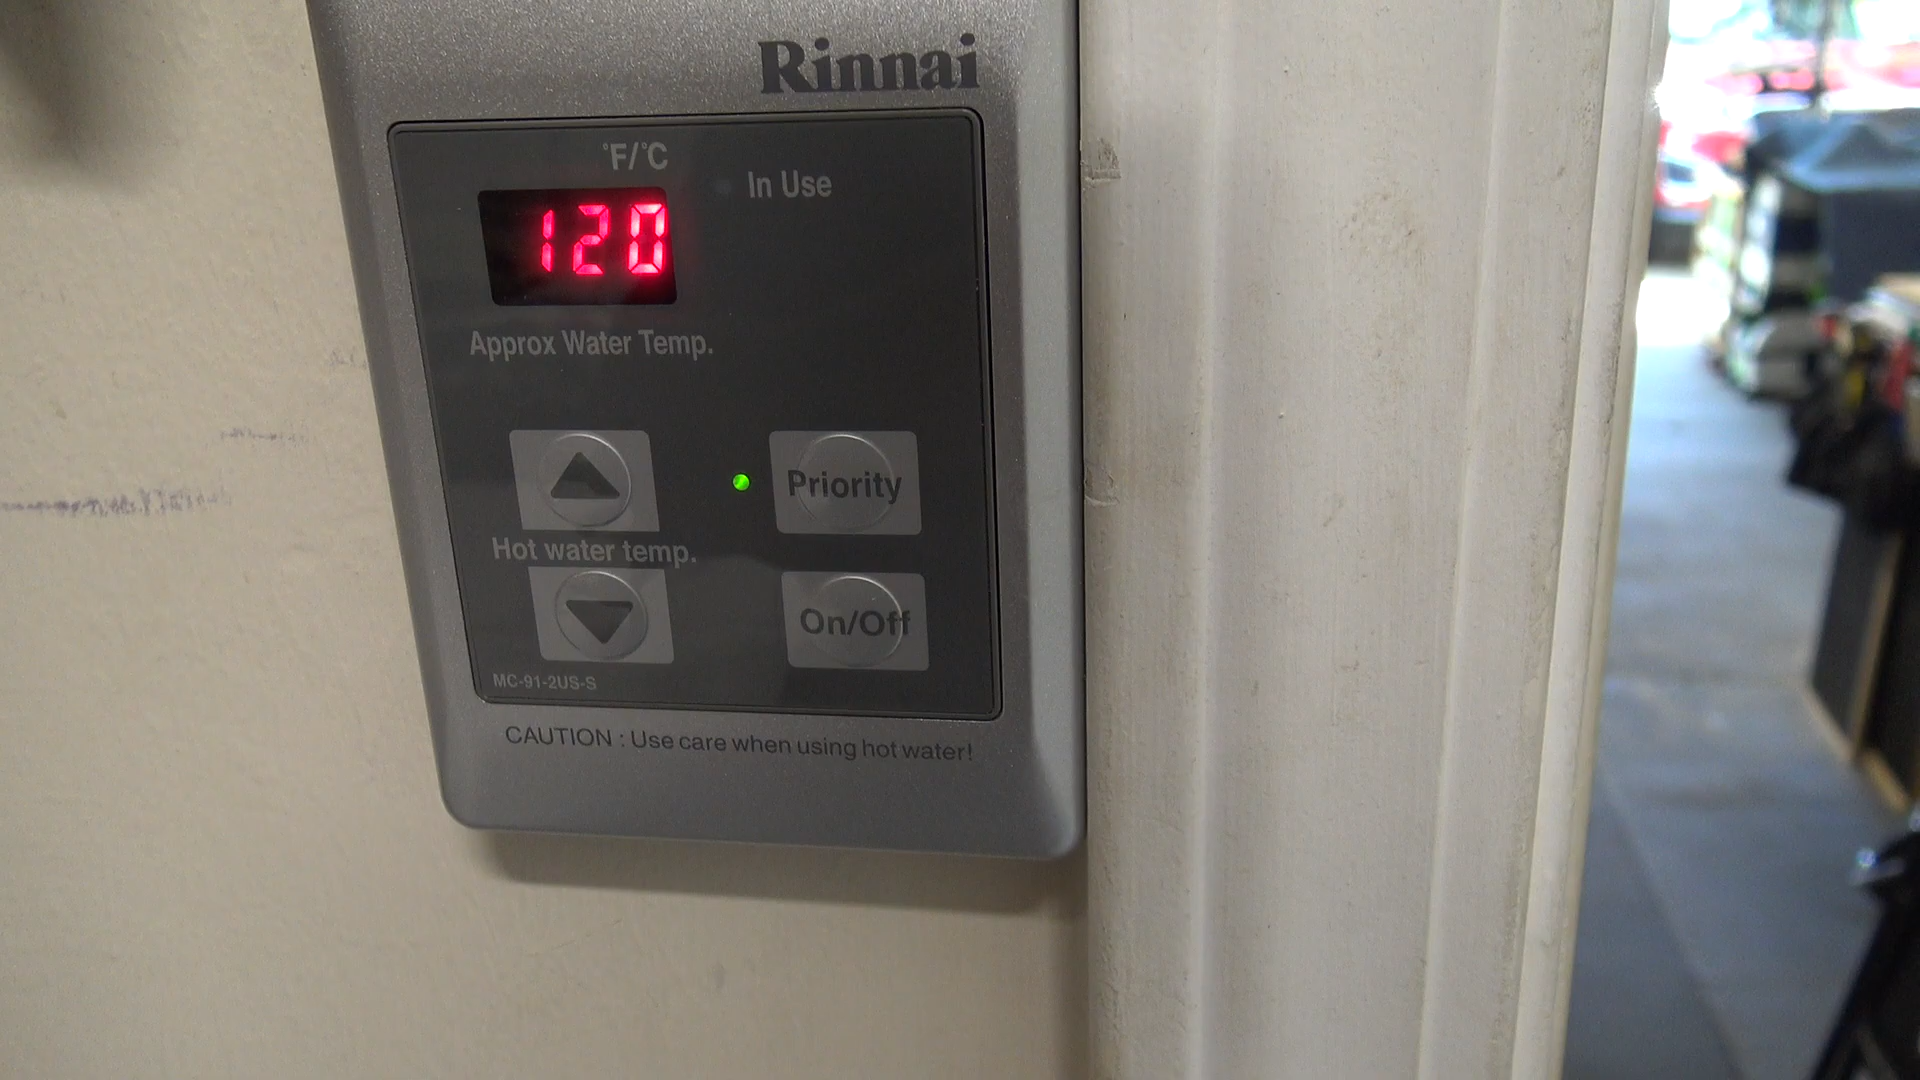 Rinnai
°F/°C
In Use
120
Approx Water Temp.
Priority
Hot water temp.
On/Off
MC-91-2US-S
CAUTION : Use care when using hot water!